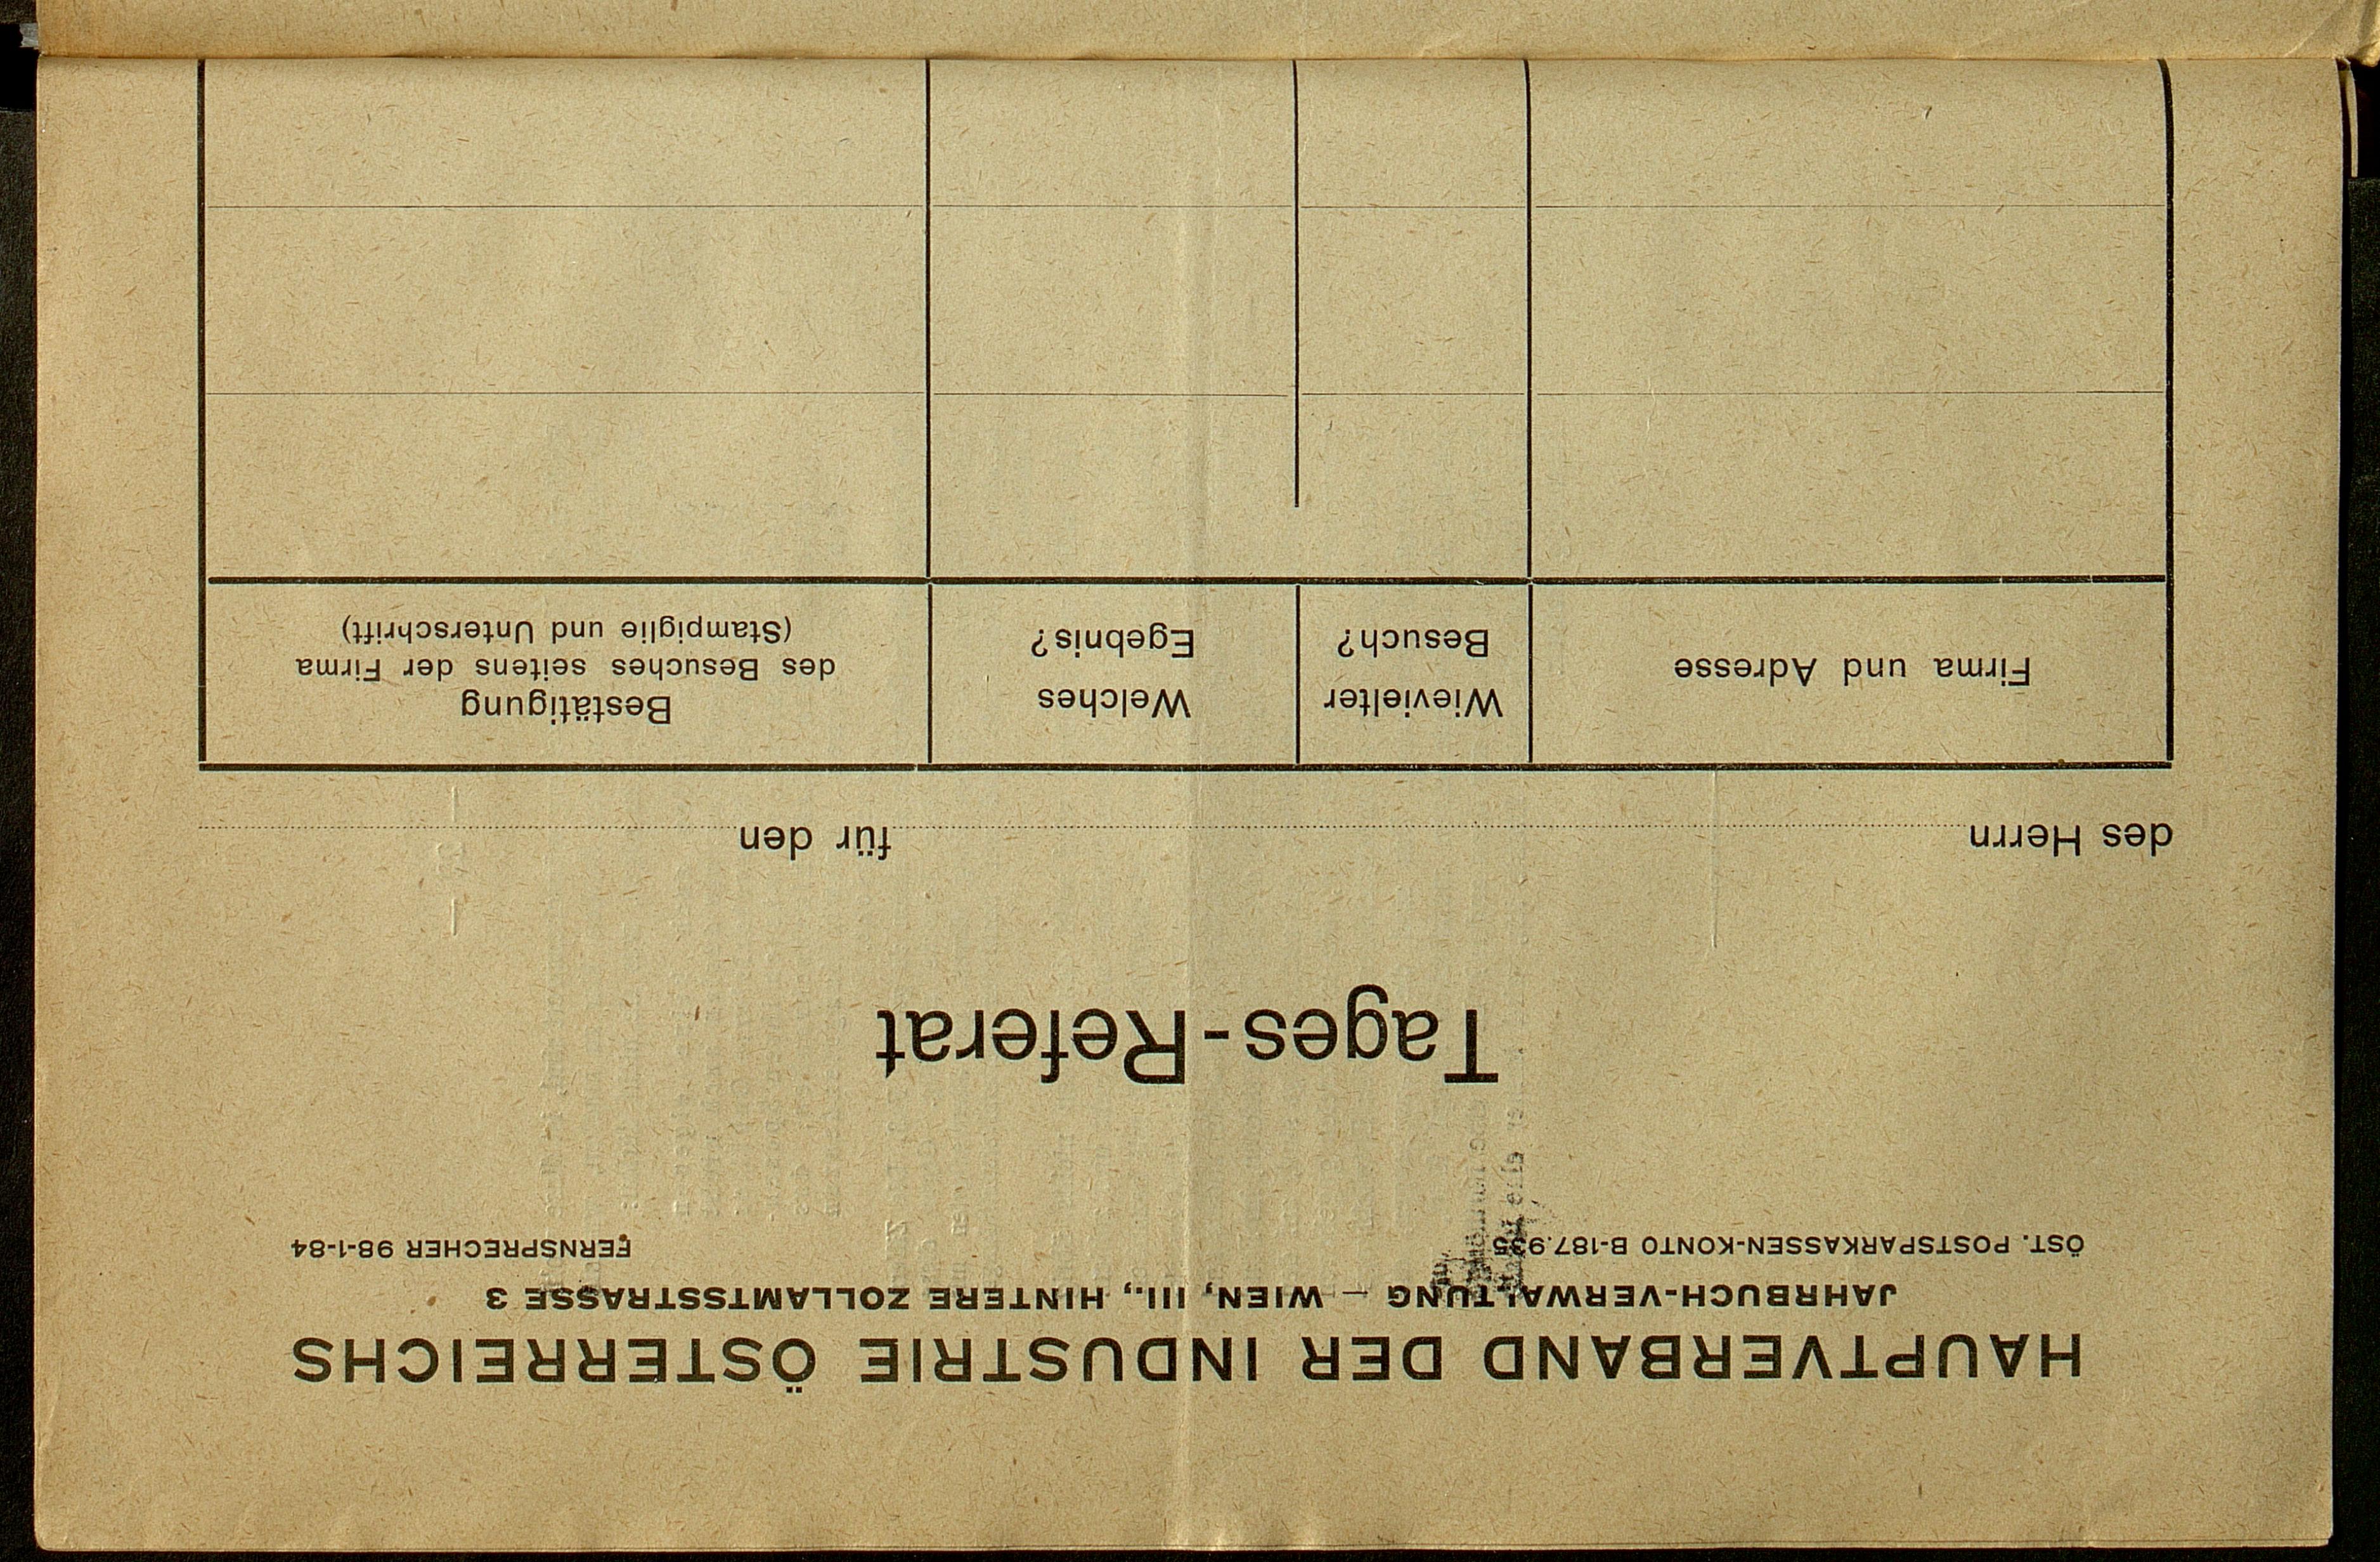 HAUPTVERBAND DER INDUSTRIE ÖSTERREICHS
JAHRBUCH-VERWALTUNG – WIEN, III., HINTERE ZOLLAMTSSTRASSE 3
ÖST. POSTSPARKASSEN-KONTO B-187.935 FERNSPRECHER 98-1-84
Tages-Referat
des Herrn für den
Firma und Adresse
Wievielter
Besuch?
Welches
Egebnis?
Bestätigung
des Besuches seitens der Firma
(Stampiglie und Unterschrift)